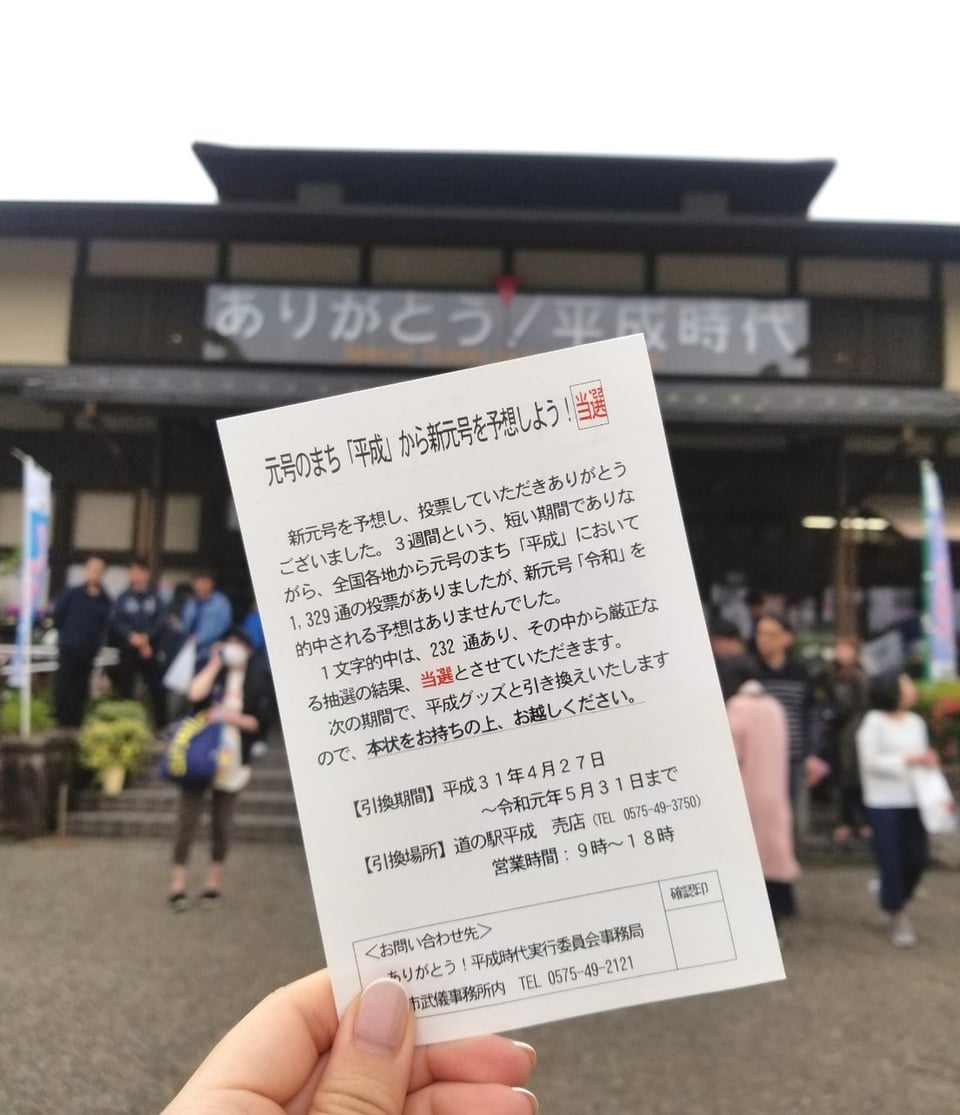 ありがとう！平成時代
元号のまち「平成」から新元号を予想しよう！当選
新元号を予想し、投票していただきありがとう
ございました。３週間という、短い期間でありな
がら、全国各地から元号のまち「平成」において
1,329 通の投票がありましたが、新元号「令和」を
的中される予想はありませんでした。
１文字的中は、232 通あり、その中から厳正な
る抽選の結果、当選とさせていただきます。
次の期間で、平成グッズと引き換えいたします
ので、本状をお持ちの上、お越しください。
【引換期間】平成３１年４月２７日
～令和元年５月３１日まで
【引換場所】道の駅平成　売店（TEL 0575-49-3750）
営業時間：９時～１８時
確認印
＜お問い合わせ先＞
ありがとう！平成時代実行委員会事務局
市武儀事務所内　TEL 0575-49-2121